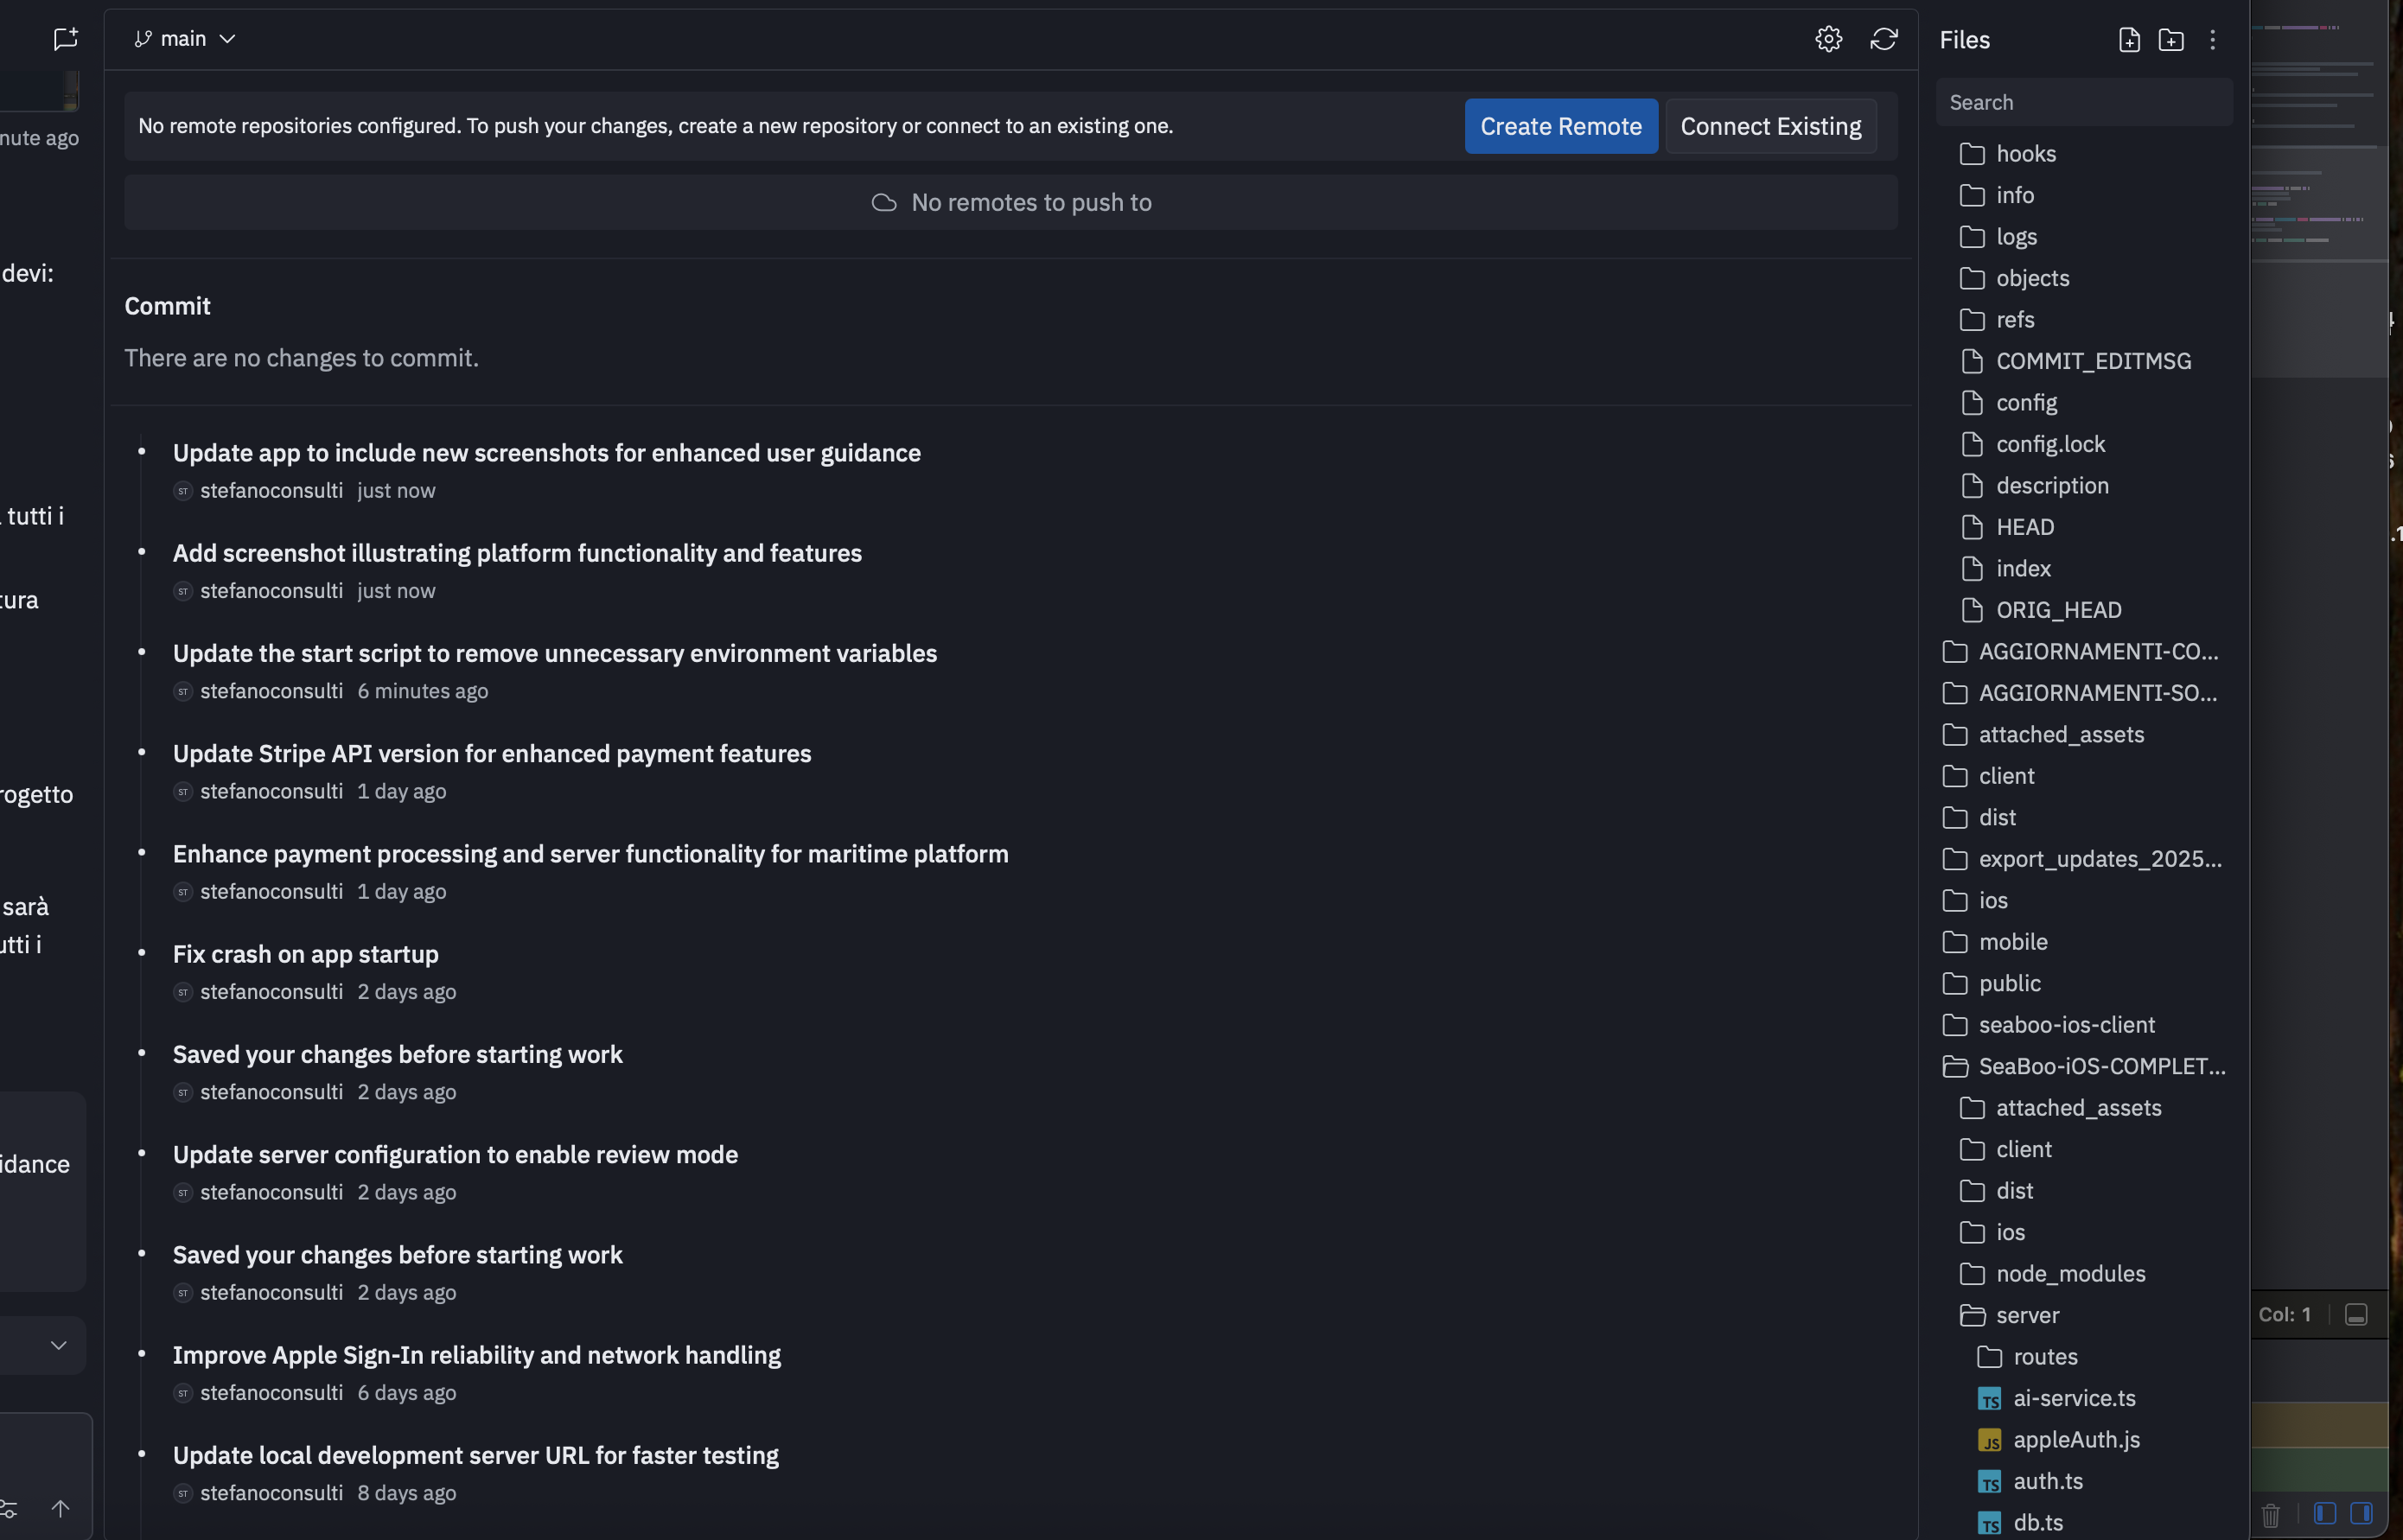 nute ago
devi:
tutti i
tura
rogetto
sarà
utti i
idance
main
No remote repositories configured. To push your changes, create a new repository or connect to an existing one.
Create Remote
Connect Existing
No remotes to push to
Commit
There are no changes to commit.
Update app to include new screenshots for enhanced user guidance
ST stefanoconsulti just now
Add screenshot illustrating platform functionality and features
ST stefanoconsulti just now
Update the start script to remove unnecessary environment variables
ST stefanoconsulti 6 minutes ago
Update Stripe API version for enhanced payment features
ST stefanoconsulti 1 day ago
Enhance payment processing and server functionality for maritime platform
ST stefanoconsulti 1 day ago
Fix crash on app startup
ST stefanoconsulti 2 days ago
Saved your changes before starting work
ST stefanoconsulti 2 days ago
Update server configuration to enable review mode
ST stefanoconsulti 2 days ago
Saved your changes before starting work
ST stefanoconsulti 2 days ago
Improve Apple Sign-In reliability and network handling
ST stefanoconsulti 6 days ago
Update local development server URL for faster testing
ST stefanoconsulti 8 days ago
Files
Search
hooks
info
logs
objects
refs
COMMIT_EDITMSG
config
config.lock
description
HEAD
index
ORIG_HEAD
AGGIORNAMENTI-CO...
AGGIORNAMENTI-SO...
attached_assets
client
dist
export_updates_2025...
ios
mobile
public
seaboo-ios-client
SeaBoo-iOS-COMPLET...
attached_assets
client
dist
ios
node_modules
server
routes
TS ai-service.ts
JS appleAuth.js
TS auth.ts
TS db.ts
Col: 1